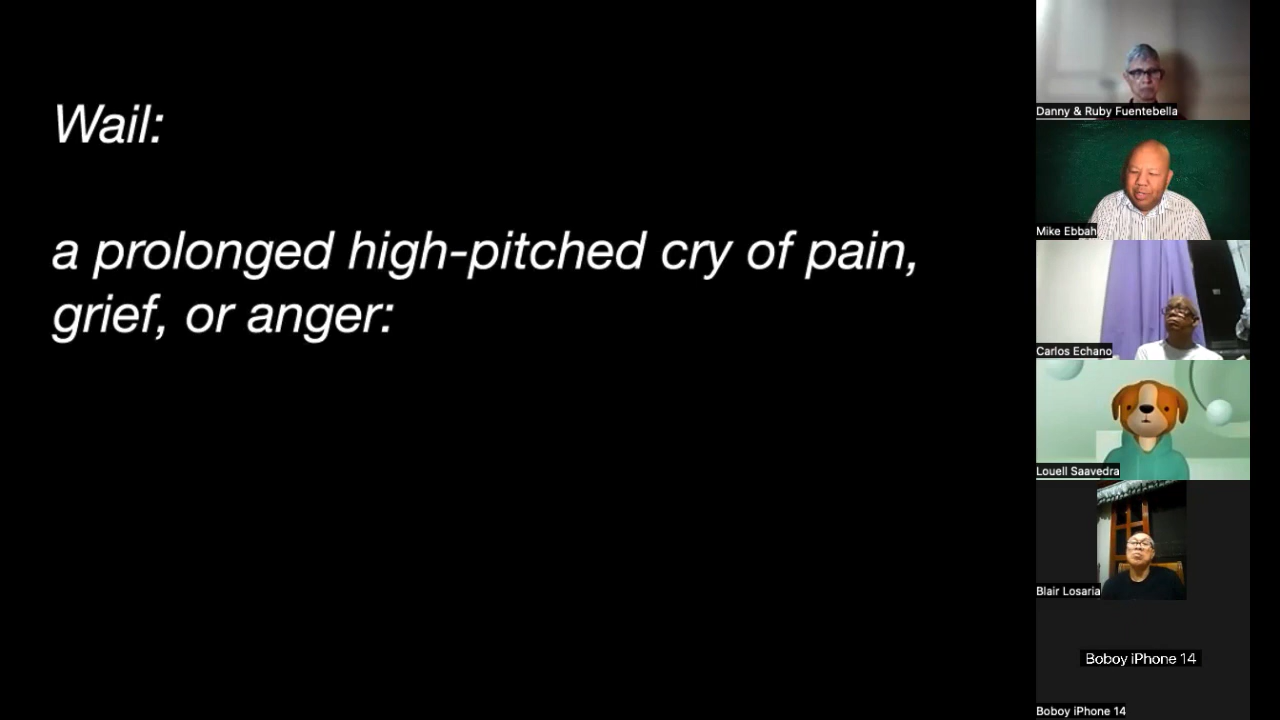 Wail:
a prolonged high-pitched cry of pain,
grief, or anger:
Danny & Ruby Fuentebella
Mike Ebbah
Carlos Echano
Louell Saavedra
Blair Losaria
Boboy iPhone 14
Boboy iPhone 14